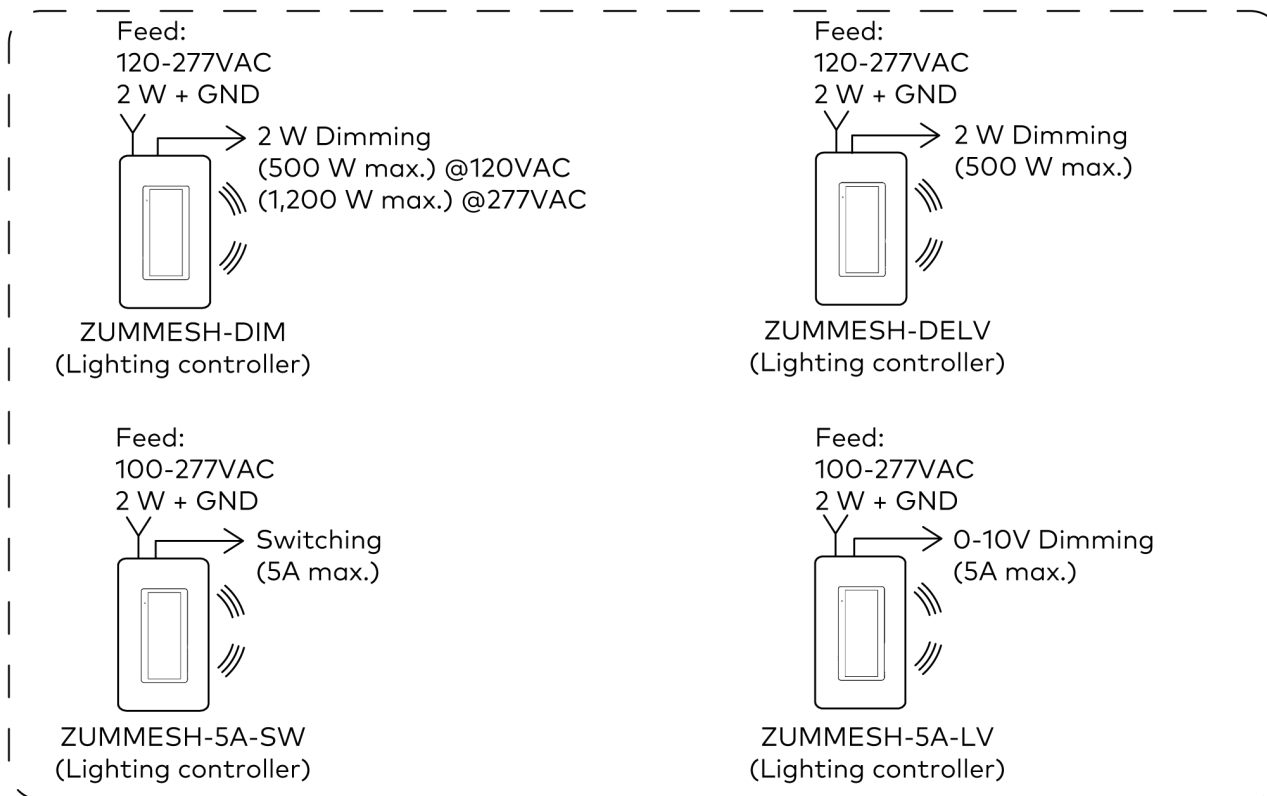 Feed:
120-277VAC
2 W + GND
2 W Dimming
(500 W max.) @120VAC
(1,200 W max.) @277VAC
ZUMMESH-DIM
(Lighting controller)
Feed:
120-277VAC
2 W + GND
2 W Dimming
(500 W max.)
ZUMMESH-DELV
(Lighting controller)
Feed:
100-277VAC
2 W + GND
Switching
(5A max.)
ZUMMESH-5A-SW
(Lighting controller)
Feed:
100-277VAC
2 W + GND
0-10V Dimming
(5A max.)
ZUMMESH-5A-LV
(Lighting controller)